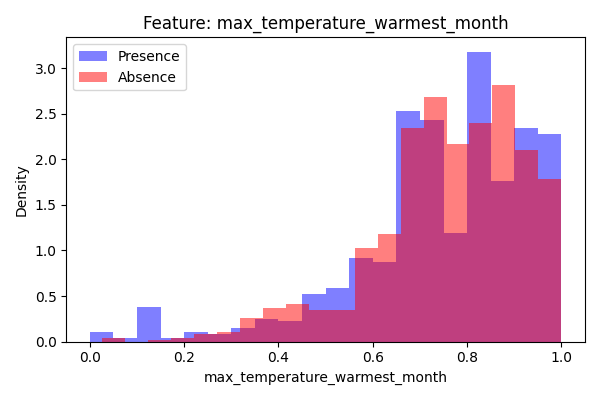 Feature: max_temperature_warmest_month
Presence
Absence
Density
3.0
2.5
2.0
1.5
1.0
0.5
0.0
0.0 0.2 0.4 0.6 0.8 1.0
max_temperature_warmest_month